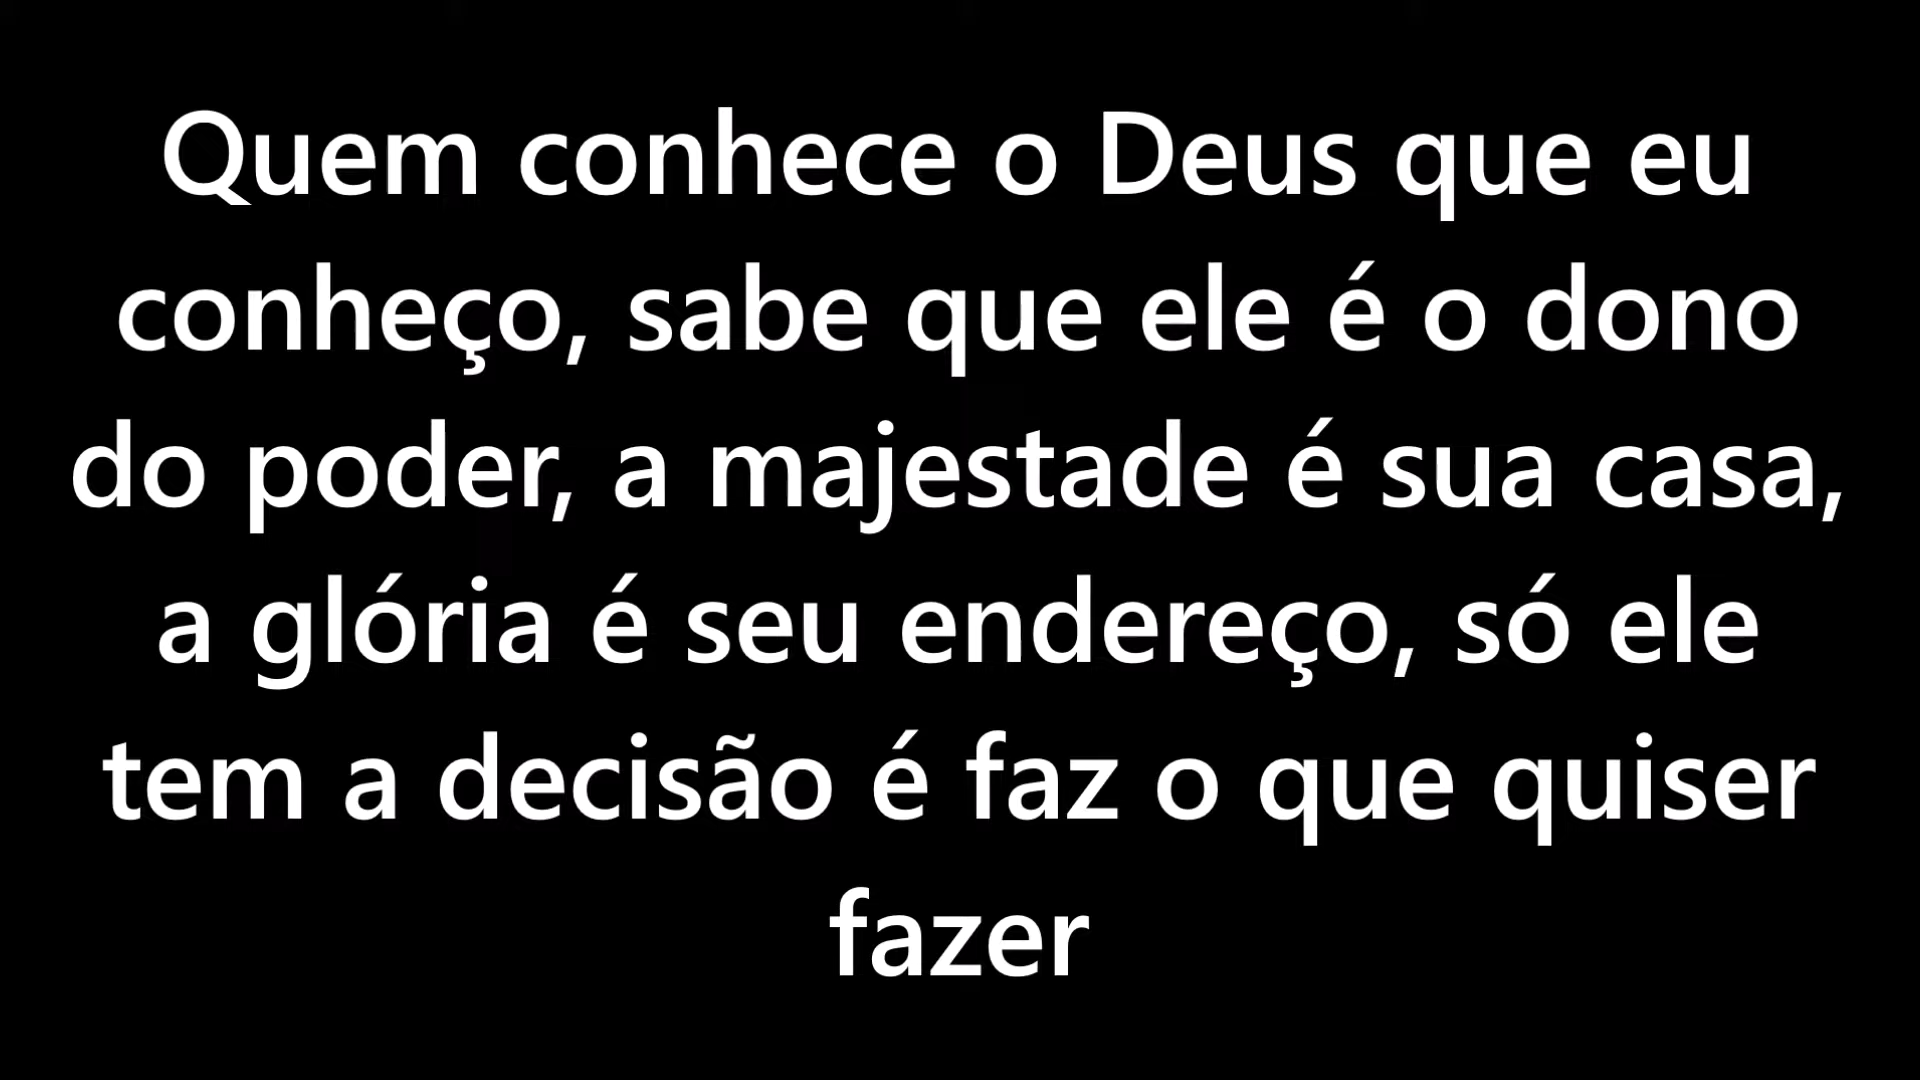 Quem conhece o Deus que eu
conheço, sabe que ele é o dono
do poder, a majestade é sua casa,
a glória é seu endereço, só ele
tem a decisão é faz o que quiser
fazer